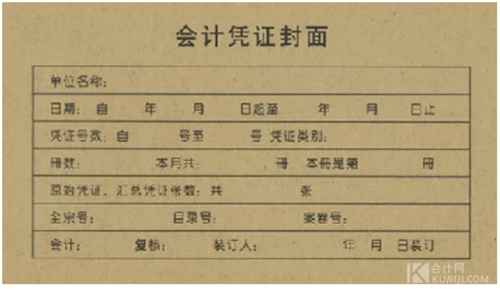 会计凭证封面
单位名称：
日期：自 年 月 日起至 年 月 日止
凭证号数：自 号至 号 凭证类别：
册数： 本月共： 册 本册是第 册
原始凭证、汇总凭证张数：共 张
全宗号： 目录号： 案卷号：
会计： 复核： 装订人： 年 月 日装订
会计网
KUAIJI.COM